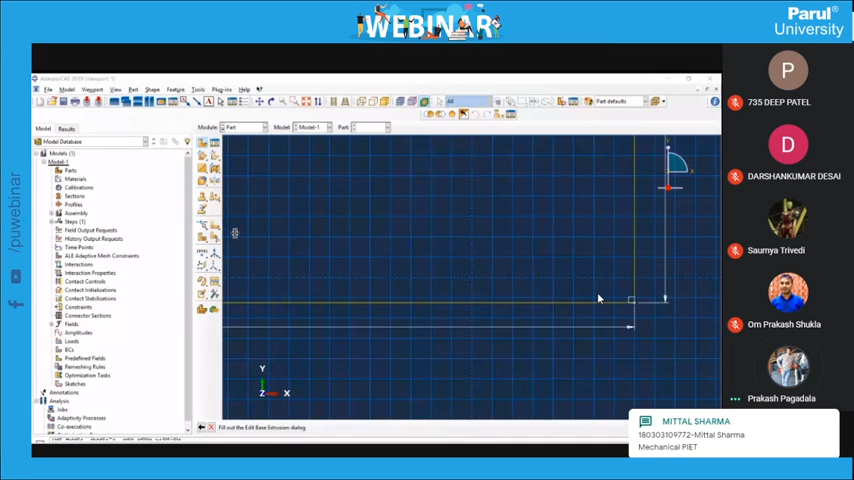 WEBINAR
Parul®
University
/puwebinar
Abaqus/CAE 2019 [Viewport: 1]
File Model Viewport View Part Shape Feature Tools Plug-ins Help
All
Part defaults
Model Results
Module: Part Model: Model-1 Part:
Model Database
Models (1)
Model-1
Parts
Materials
Calibrations
Sections
Profiles
Assembly
Steps (1)
Field Output Requests
History Output Requests
Time Points
ALE Adaptive Mesh Constraints
Interactions
Interaction Properties
Contact Controls
Contact Initializations
Contact Stabilizations
Constraints
Connector Sections
Fields
Amplitudes
Loads
BCs
Predefined Fields
Remeshing Rules
Optimization Tasks
Sketches
Annotations
Analysis
Jobs
Adaptivity Processes
Co-executions
Y
Z X
Y
X
Fill out the Edit Base Extrusion dialog
P
735 DEEP PATEL
D
DARSHANKUMAR DESAI
Saumya Trivedi
Om Prakash Shukla
Prakash Pagadala
MITTAL SHARMA
180303109772-Mittal Sharma
Mechanical PIET